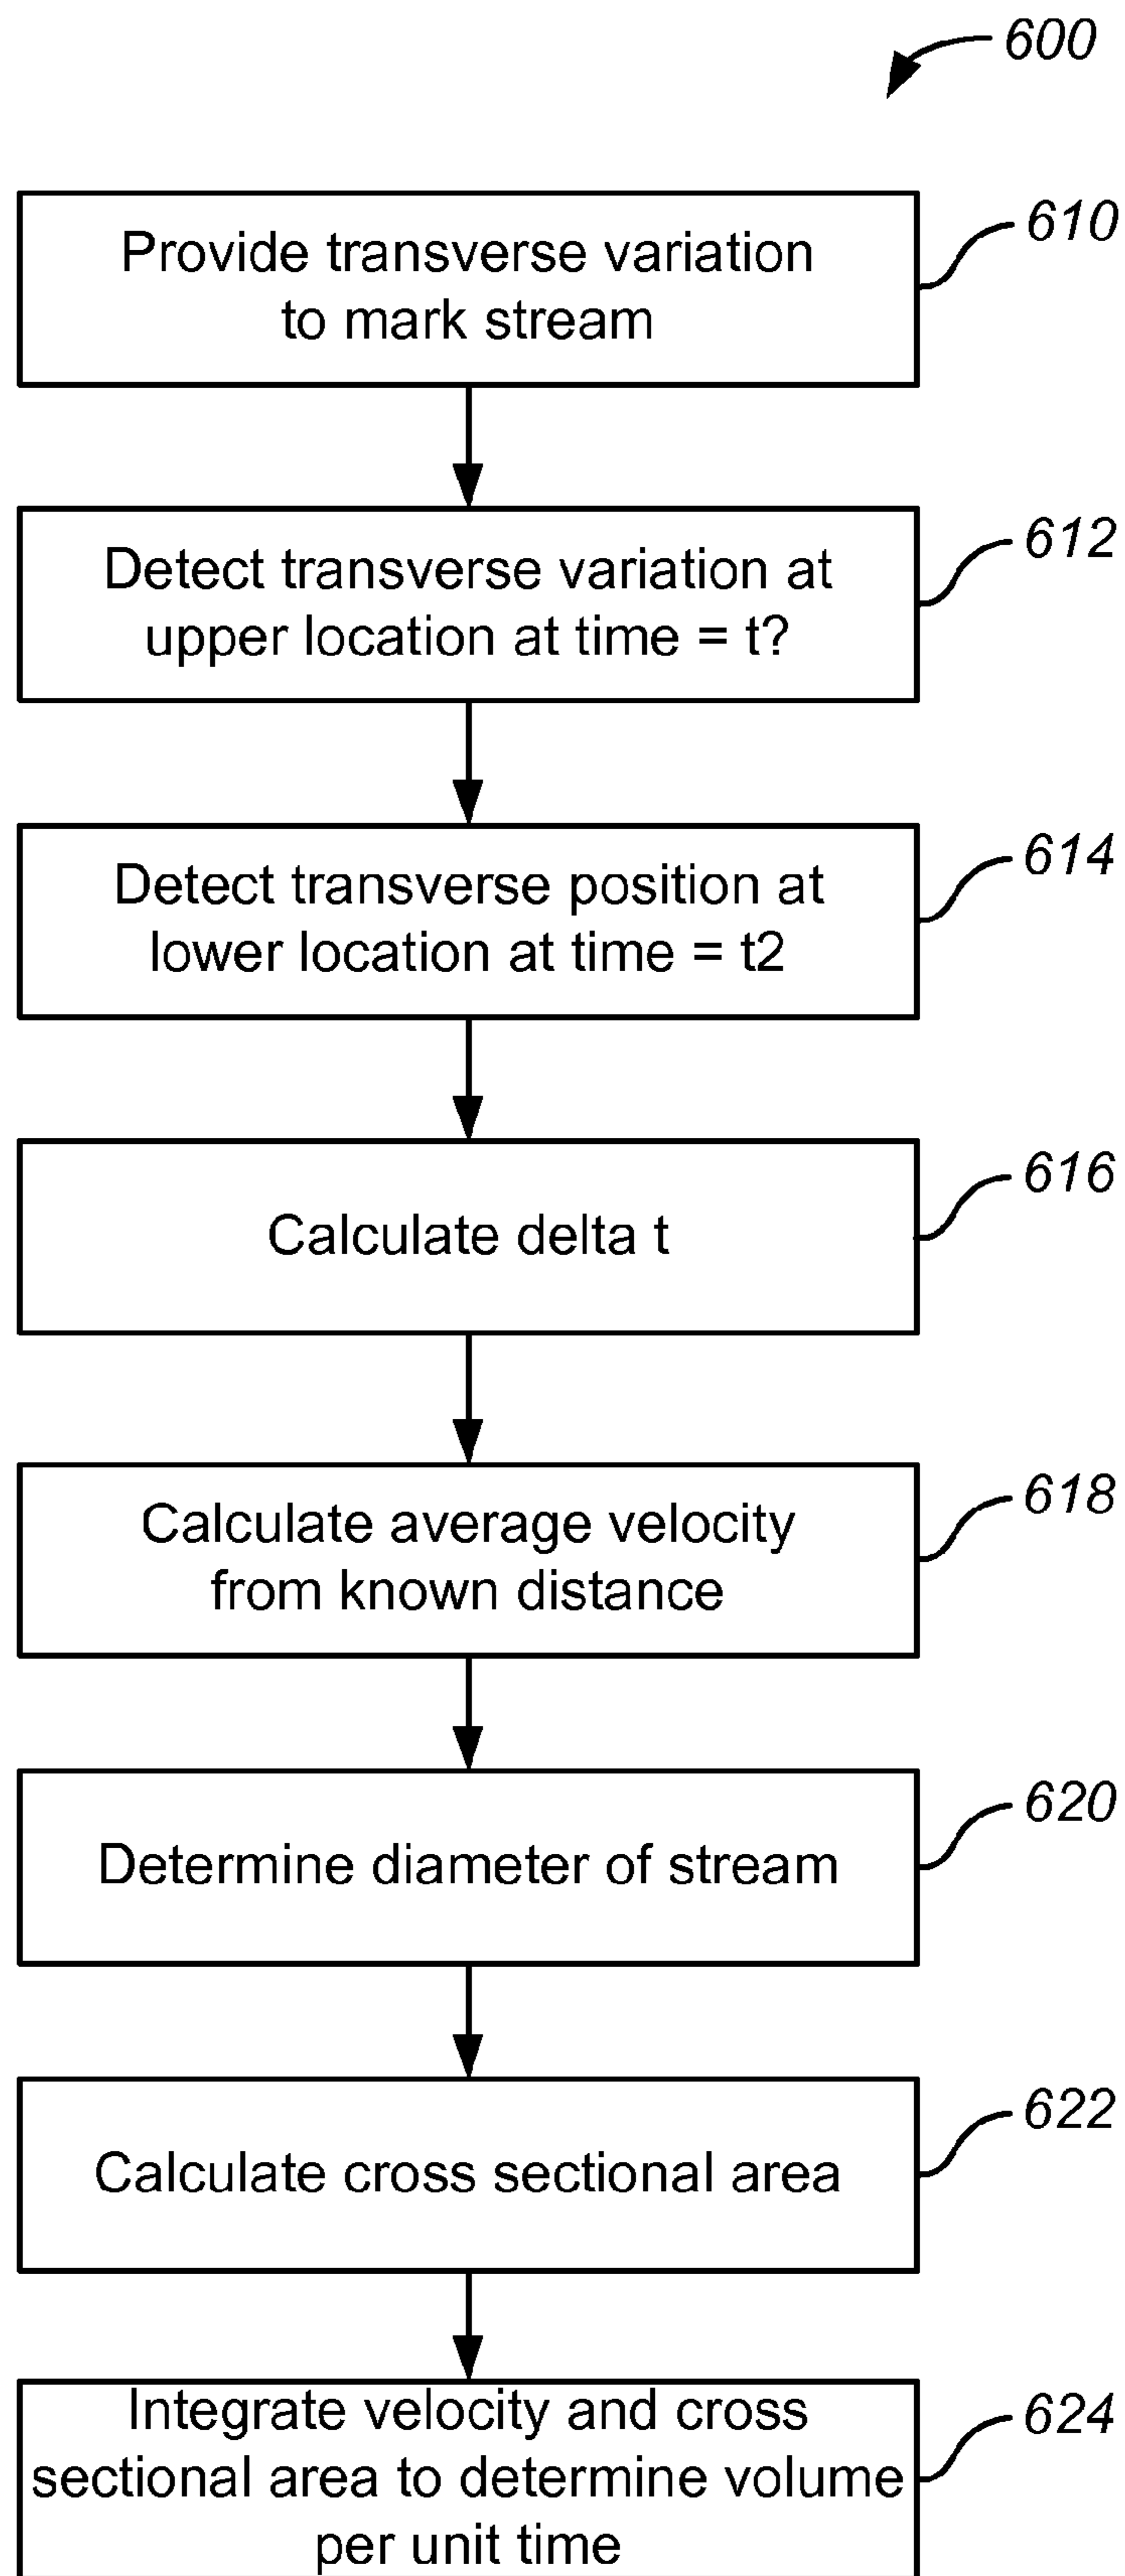 600
Provide transverse variation
to mark stream
610
Detect transverse variation at
upper location at time = t?
612
Detect transverse position at
lower location at time = t2
614
Calculate delta t
616
Calculate average velocity
from known distance
618
Determine diameter of stream
620
Calculate cross sectional area
622
Integrate velocity and cross
sectional area to determine volume
per unit time
624